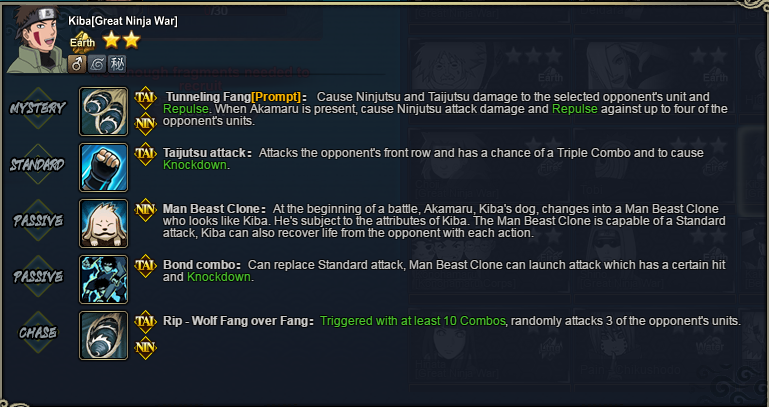 730
Kiba[Great Ninja War]
Earth
秘
MYSTERY
TAI
NIN
Tunneling Fang[Prompt]： Cause Ninjutsu and Taijutsu damage to the selected opponent's unit and
Repulse. When Akamaru is present, cause Ninjutsu attack damage and Repulse against up to four of the
opponent's units.
STANDARD
TAI
Taijutsu attack： Attacks the opponent's front row and has a chance of a Triple Combo and to cause
Knockdown.
PASSIVE
NIN
Man Beast Clone： At the beginning of a battle, Akamaru, Kiba's dog, changes into a Man Beast Clone
who looks like Kiba. He's subject to the attributes of Kiba. The Man Beast Clone is capable of a Standard
attack, Kiba can also recover life from the opponent with each action.
PASSIVE
TAI
Bond combo： Can replace Standard attack, Man Beast Clone can launch attack which has a certain hit
and Knockdown.
CHASE
TAI
NIN
Rip - Wolf Fang over Fang： Triggered with at least 10 Combos, randomly attacks 3 of the opponent's units.
Earth